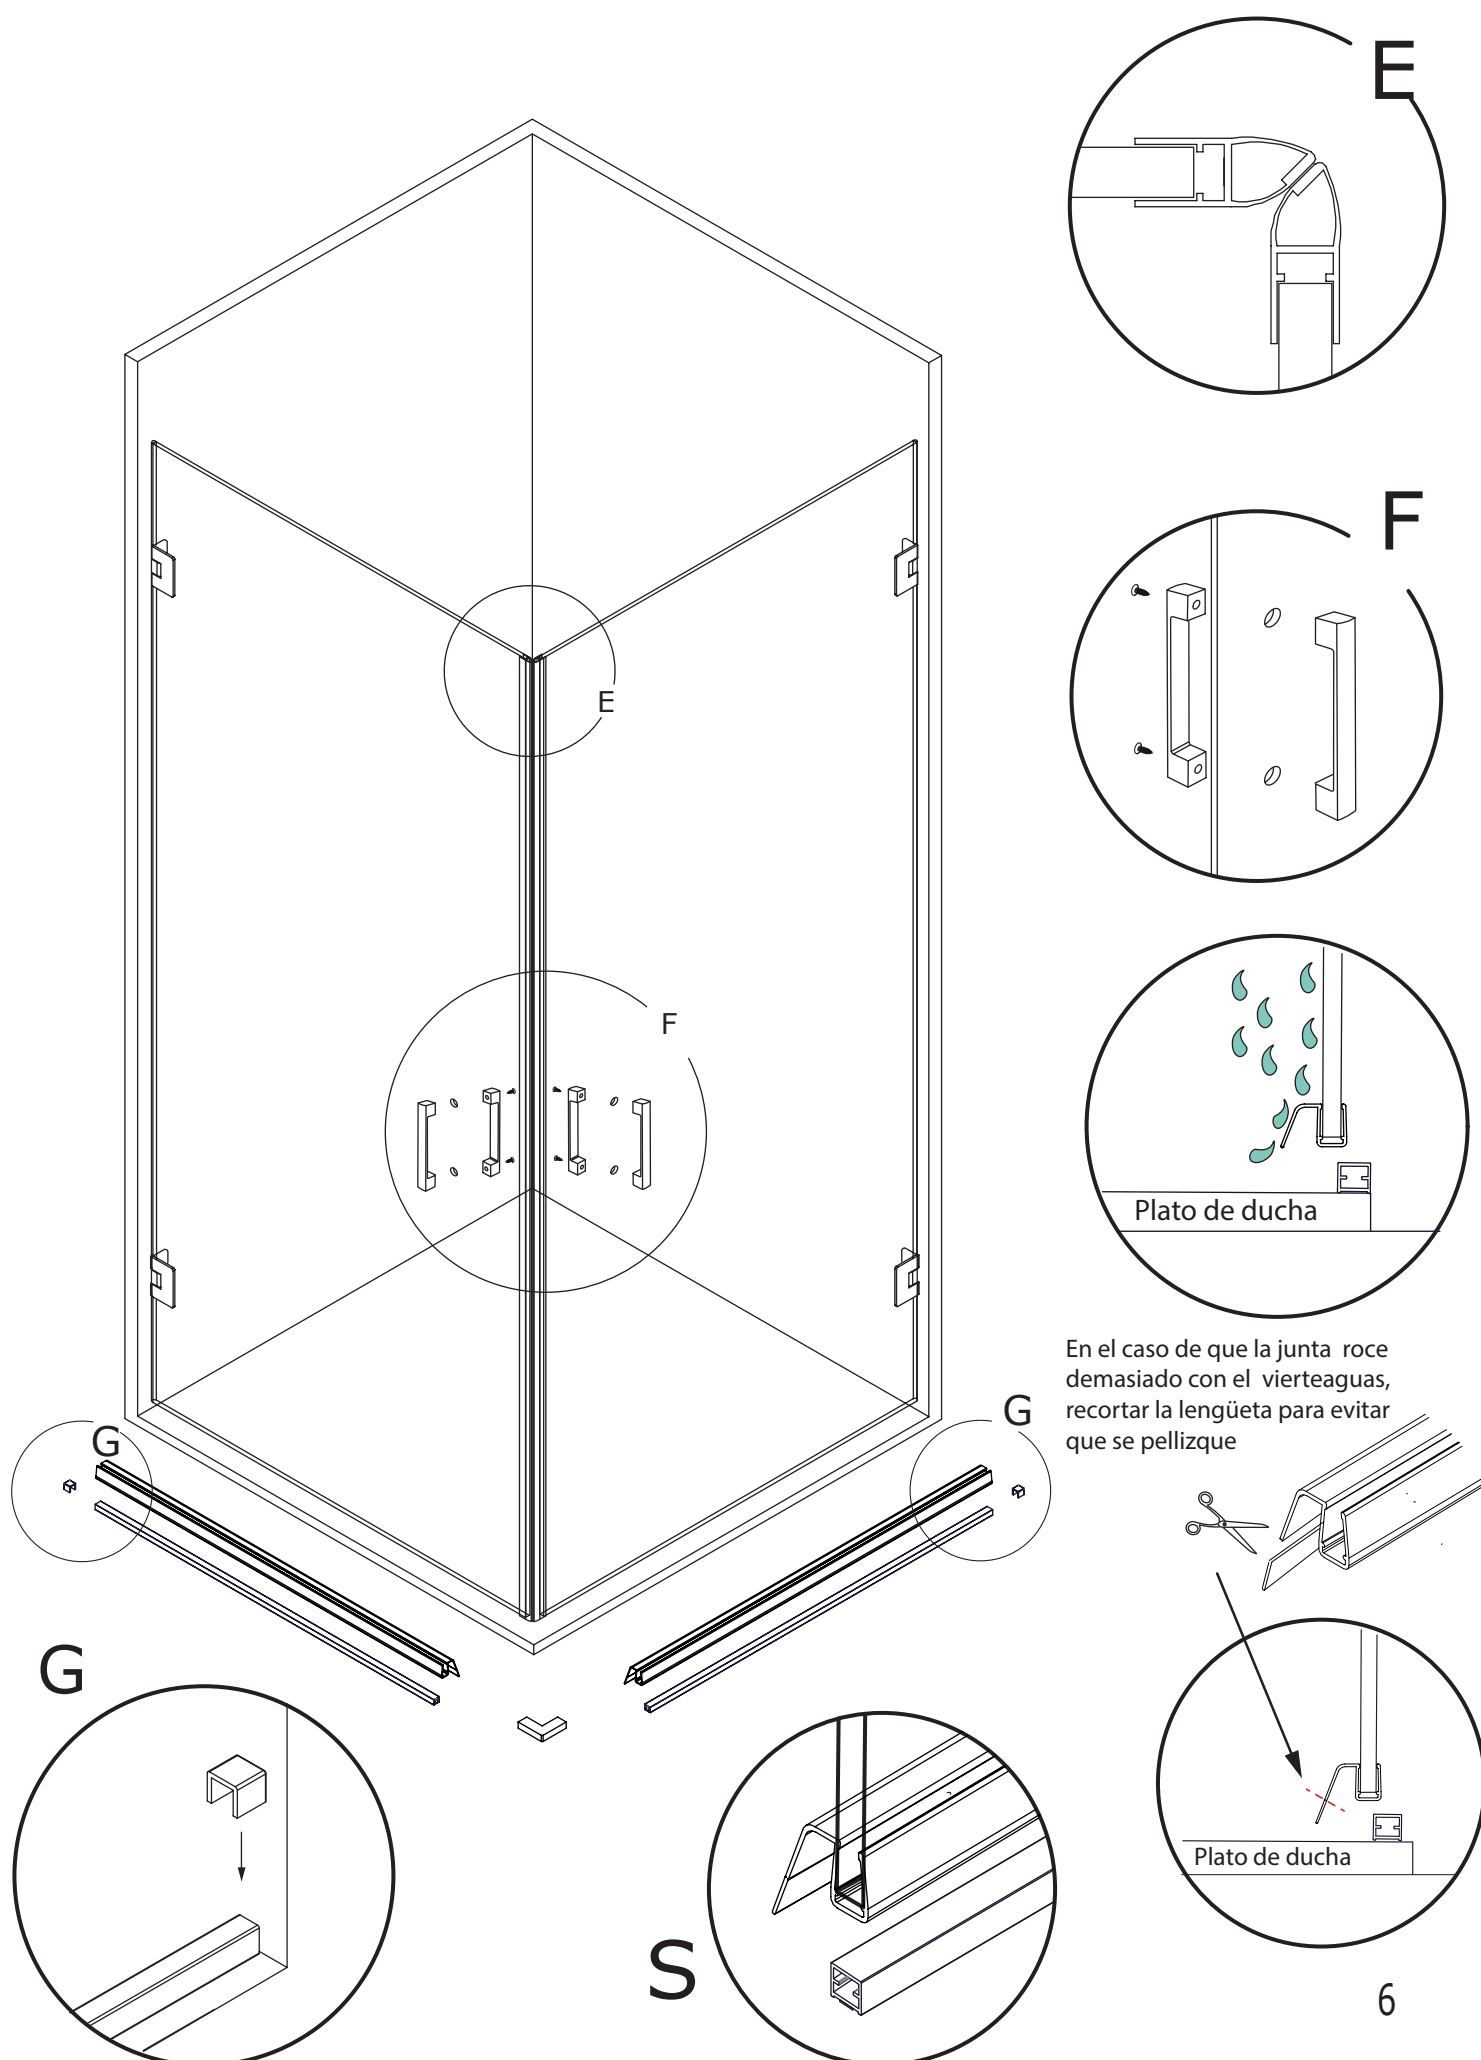 E
F
E
F
Plato de ducha
En el caso de que la junta roce
demasiado con el vierteaguas,
recortar la lengüeta para evitar
que se pellizque
G
G
G
S
Plato de ducha
6